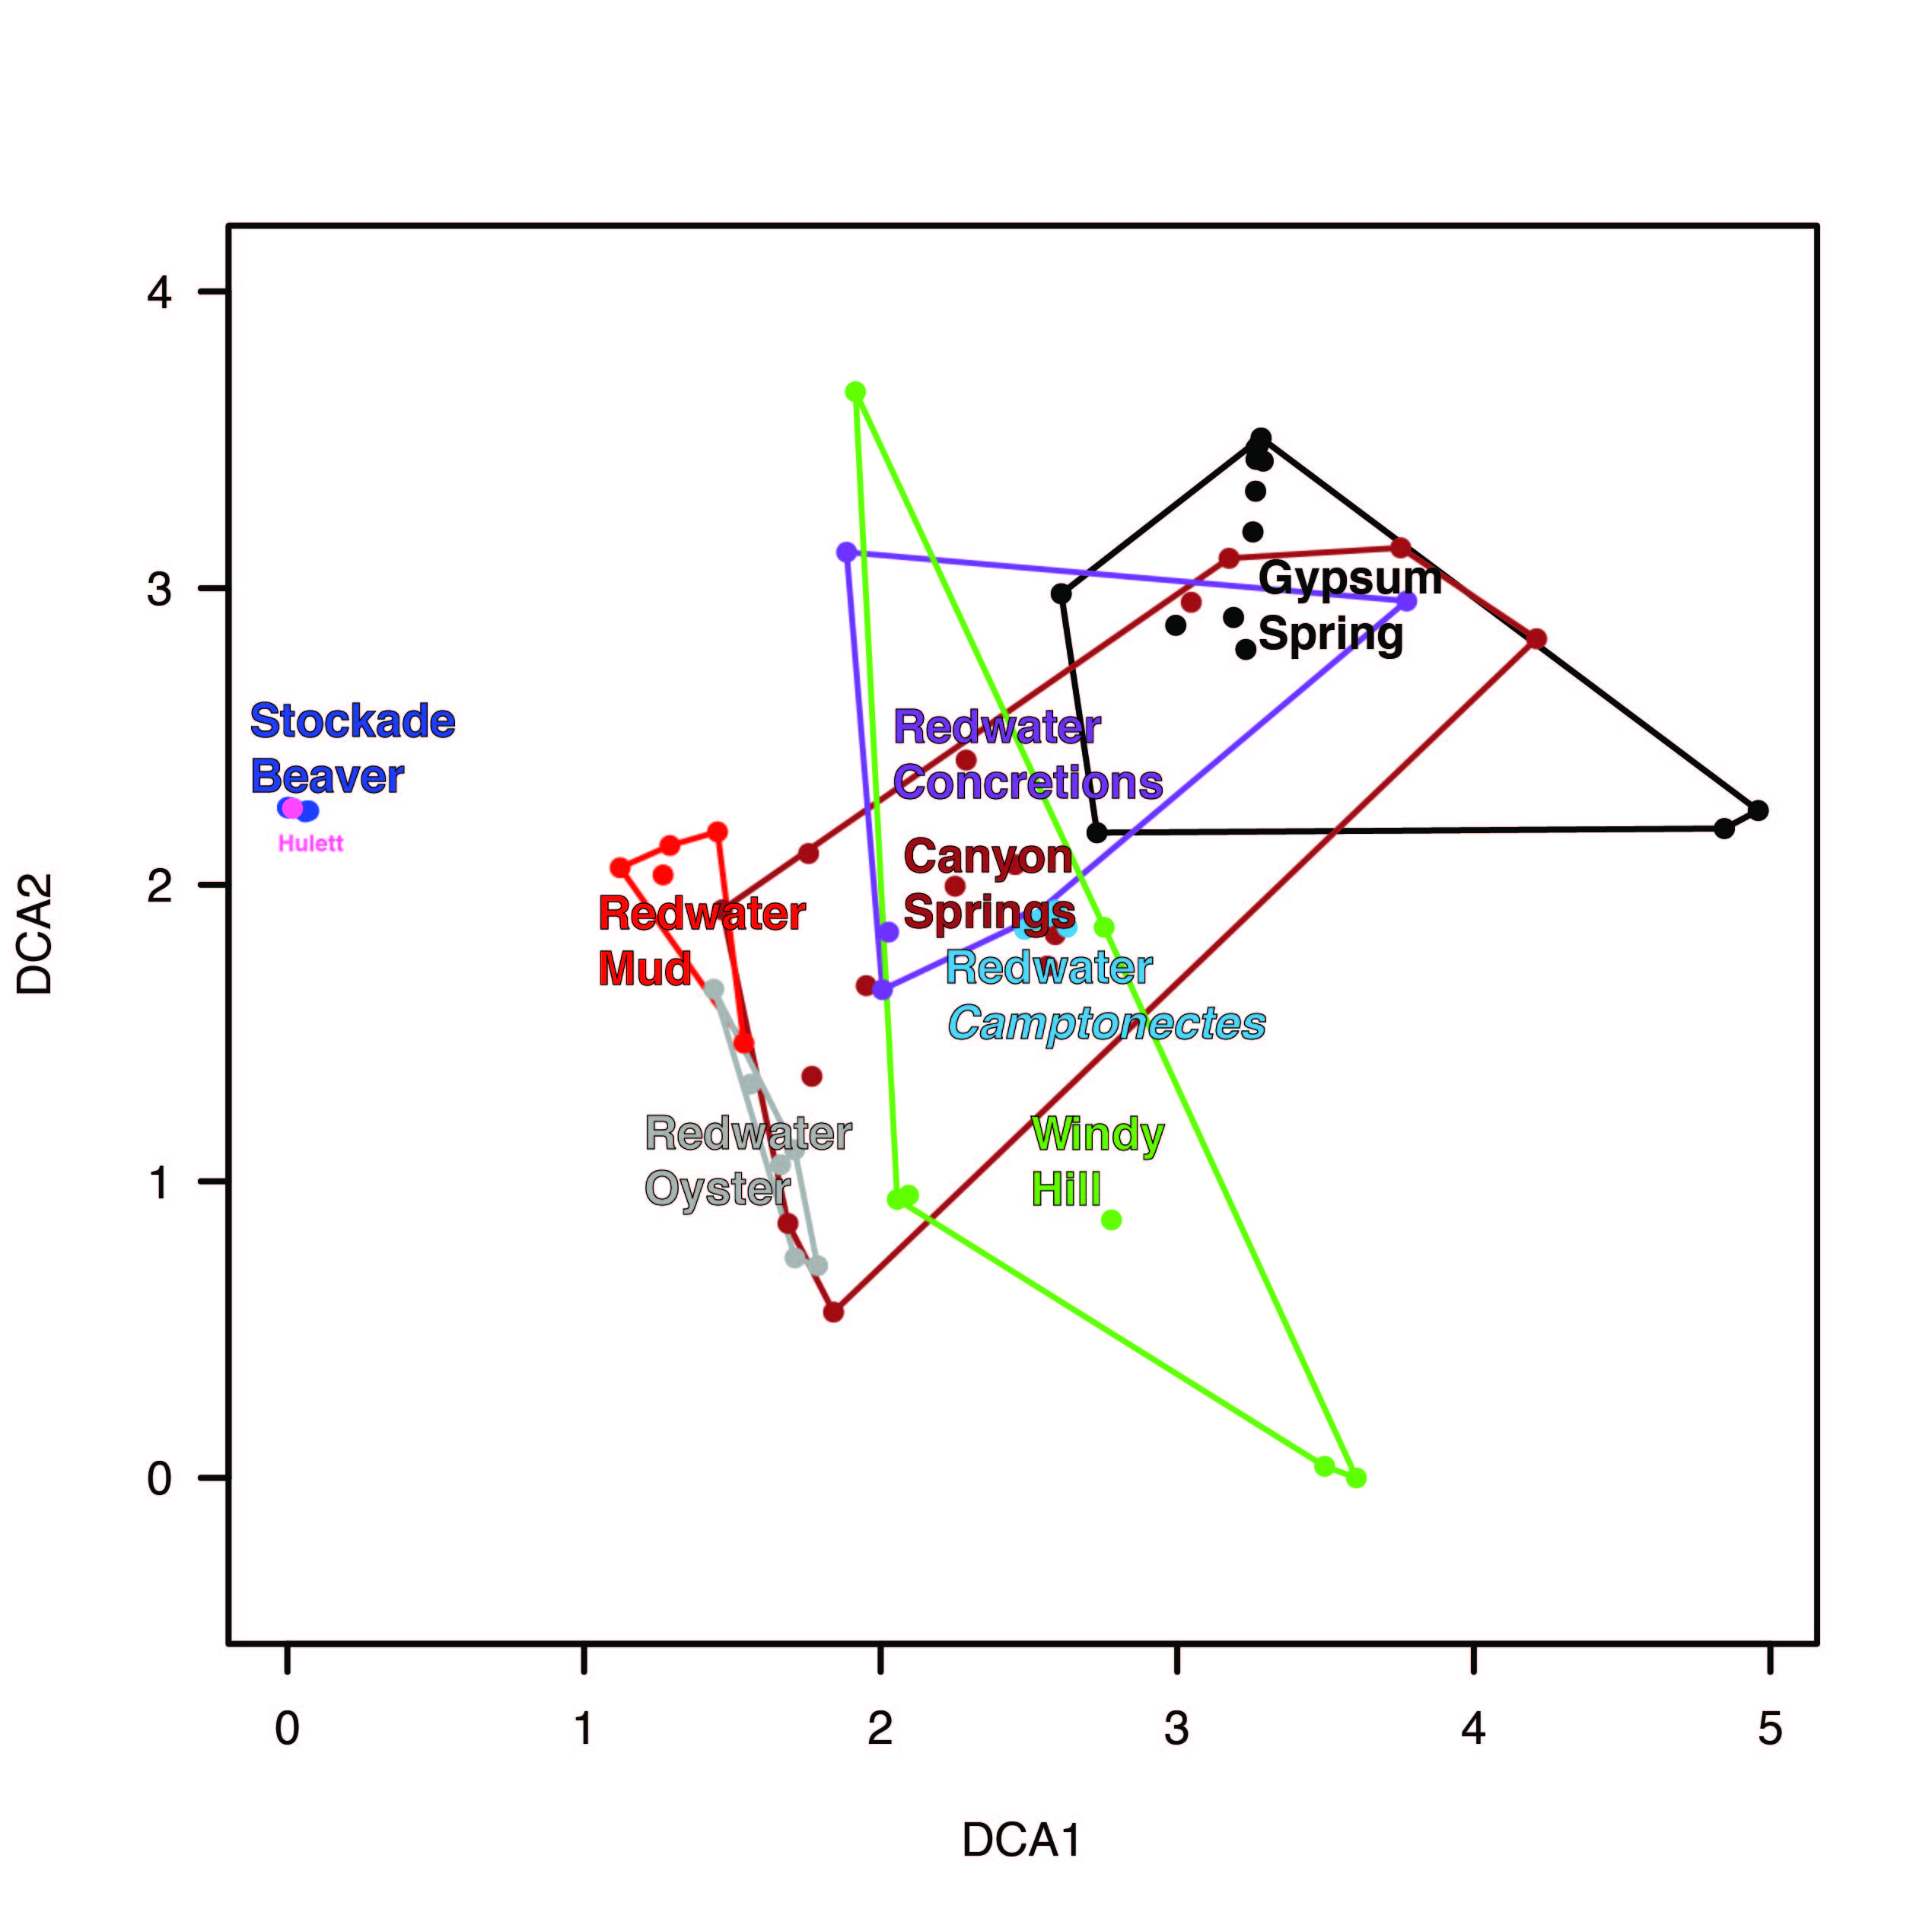 4
3
2
1
0
DCA2
Gypsum
Spring
Stockade
Beaver
Hulett
Redwater
Concretions
Canyon
Springs
Redwater
Mud
Redwater
Camptonectes
Redwater
Oyster
Windy
Hill
0 1 2 3 4 5
DCA1